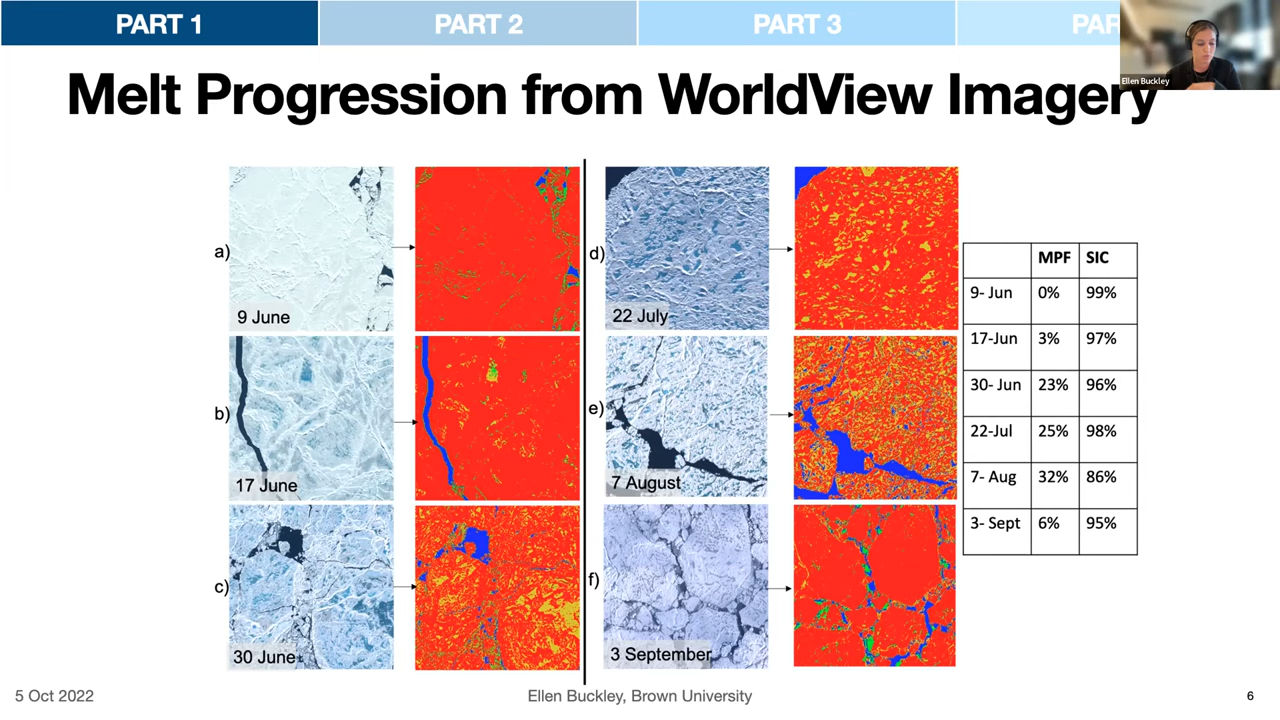 PART 1
PART 2
PART 3
PAR
Ellen Buckley
Melt Progression from WorldView Imagery
a)
9 June
b)
17 June
c)
30 June
d)
22 July
e)
7 August
f)
3 September
MPF SIC
9- Jun 0% 99%
17-Jun 3% 97%
30- Jun 23% 96%
22-Jul 25% 98%
7- Aug 32% 86%
3- Sept 6% 95%
5 Oct 2022
Ellen Buckley, Brown University
6